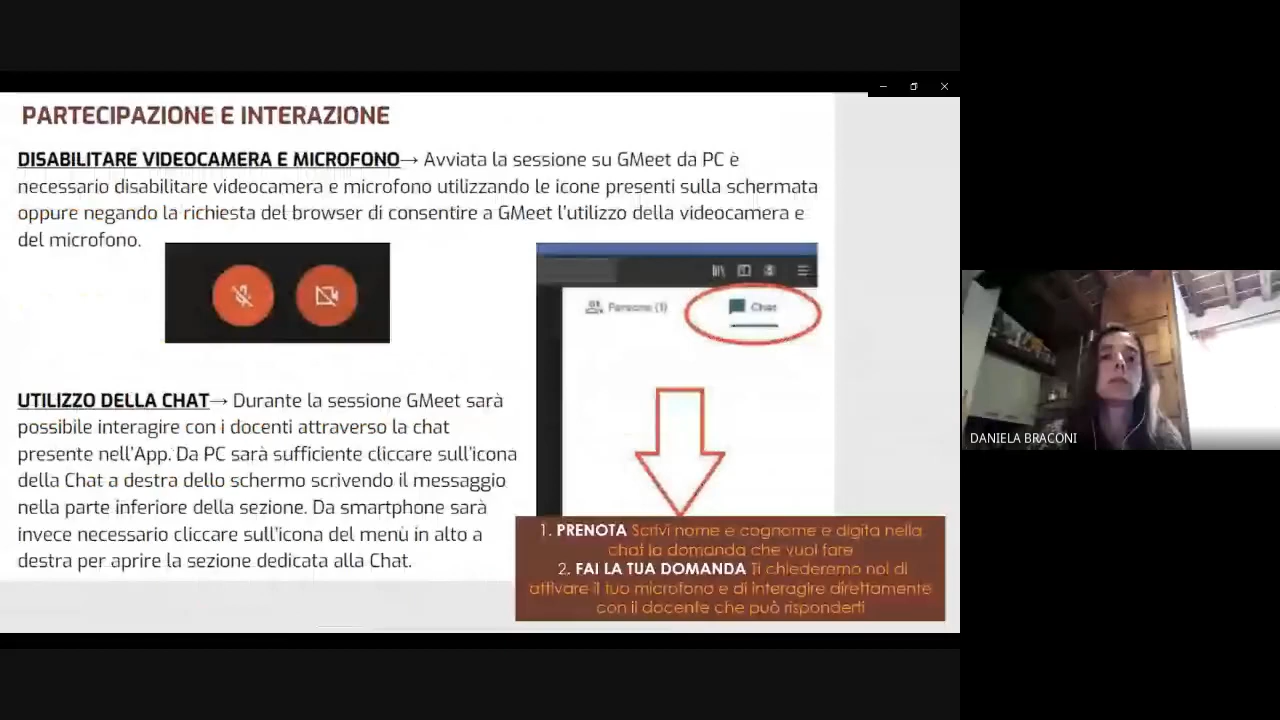 PARTECIPAZIONE E INTERAZIONE
DISABILITARE VIDEOCAMERA E MICROFONO→ Avviata la sessione su GMeet da PC è
necessario disabilitare videocamera e microfono utilizzando le icone presenti sulla schermata
oppure negando la richiesta del browser di consentire a GMeet l'utilizzo della videocamera e
del microfono.
Persone (1)
Chat
UTILIZZO DELLA CHAT→ Durante la sessione GMeet sarà
possibile interagire con i docenti attraverso la chat
presente nell'App. Da PC sarà sufficiente cliccare sull'icona
della Chat a destra dello schermo scrivendo il messaggio
nella parte inferiore della sezione. Da smartphone sarà
invece necessario cliccare sull'icona del menù in alto a
destra per aprire la sezione dedicata alla Chat.
1. PRENOTA Scrivi nome e cognome e digita nella
chat la domanda che vuoi fare
2. FAI LA TUA DOMANDA Ti chiederemo noi di
attivare il tuo microfono e di interagire direttamente
con il docente che può risponderti
DANIELA BRACONI